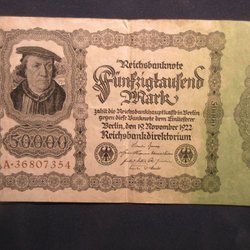 Reichsbanknote
Fünfzigtausend
Mark
zahlt die Reichsbankhauptkasse in Berlin
gegen diese Banknote dem Einlieferer
Berlin, den 19. November 1922
Reichsbankdirektorium
50000
A·36807354